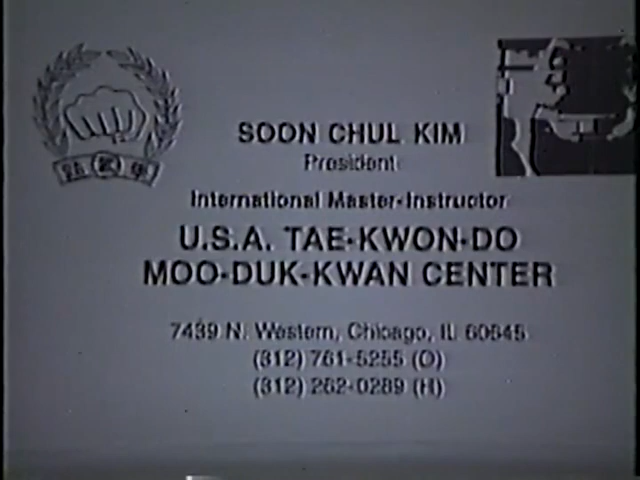 SOON CHUL KIM
President
International Master-Instructor
U.S.A. TAE-KWON-DO
MOO-DUK-KWAN CENTER
7439 N. Western, Chicago, IL 60645
(312) 761-5255 (O)
(312) 262-0289 (H)